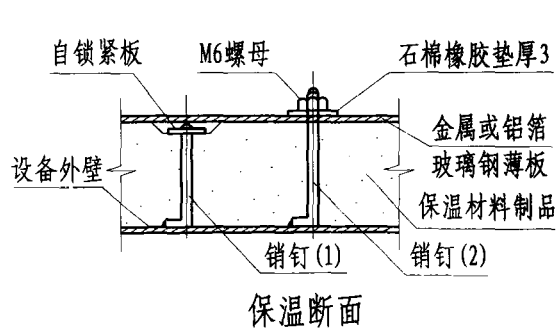 自锁紧板
M6螺母
石棉橡胶垫厚3
金属或铝箔
玻璃钢薄板
设备外壁
保温材料制品
销钉(1)
销钉(2)
保温断面